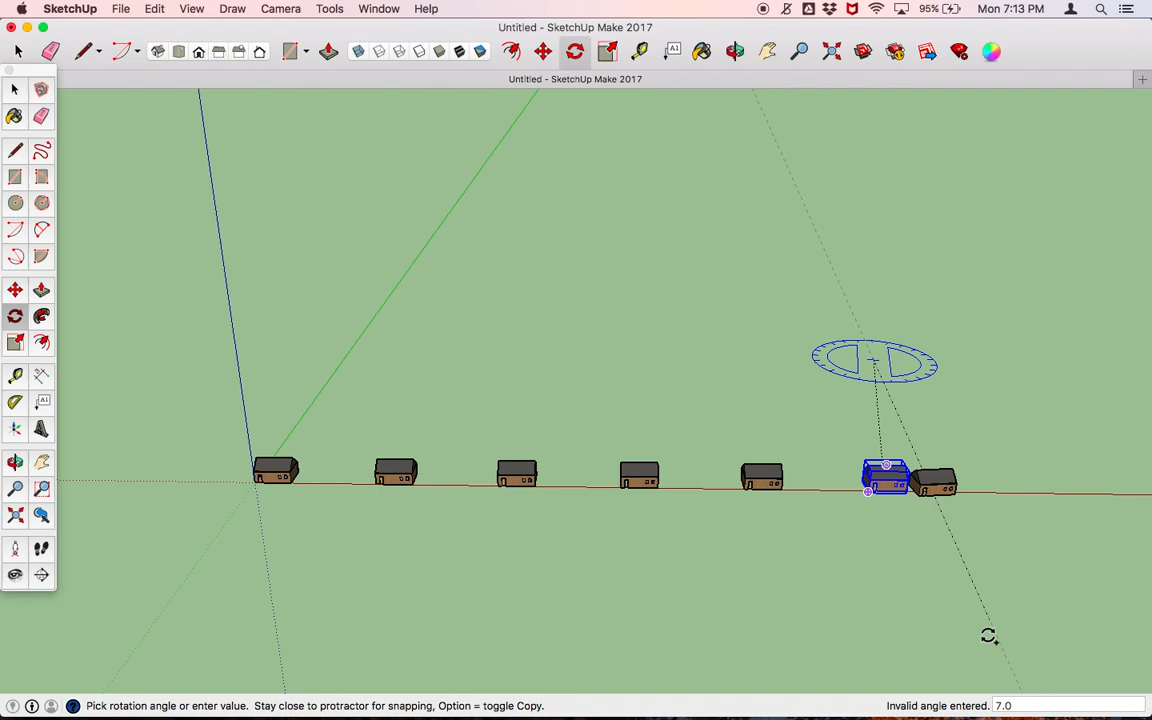 SketchUp File Edit View Draw Camera Tools Window Help 95% Mon 7:13 PM
Untitled - SketchUp Make 2017
A1
Untitled - SketchUp Make 2017
A1
Pick rotation angle or enter value. Stay close to protractor for snapping, Option = toggle Copy. Invalid angle entered. 7.0